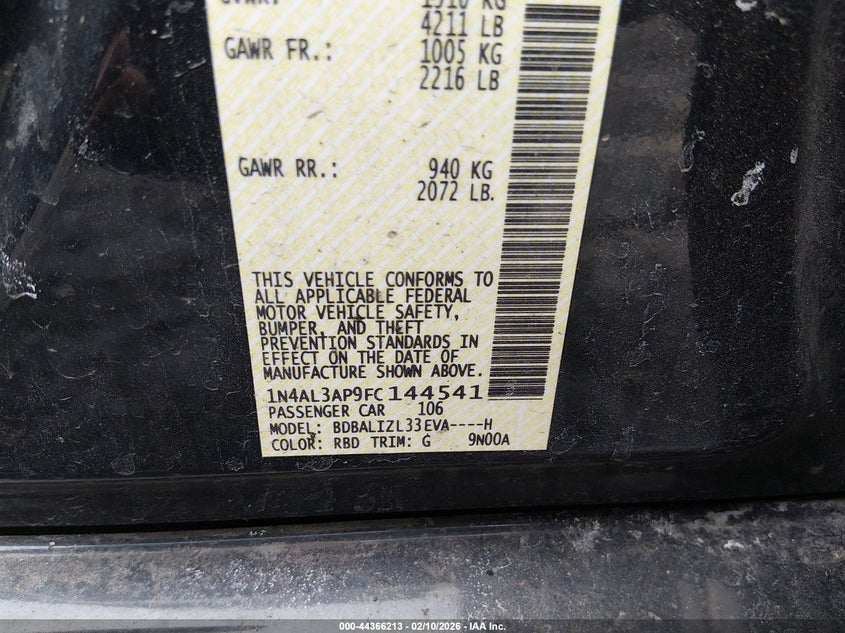 4211 LB
GAWR FR.: 1005 KG
2216 LB
GAWR RR.: 940 KG
2072 LB.
THIS VEHICLE CONFORMS TO
ALL APPLICABLE FEDERAL
MOTOR VEHICLE SAFETY,
BUMPER, AND THEFT
PREVENTION STANDARDS IN
EFFECT ON THE DATE OF
MANUFACTURE SHOWN ABOVE.
1N4AL3AP9FC144541
PASSENGER CAR 106
MODEL: BDBALIZL33EVA----H
COLOR: RBD TRIM: G 9N00A
000-44366213 - 02/10/2026 - IAA Inc.